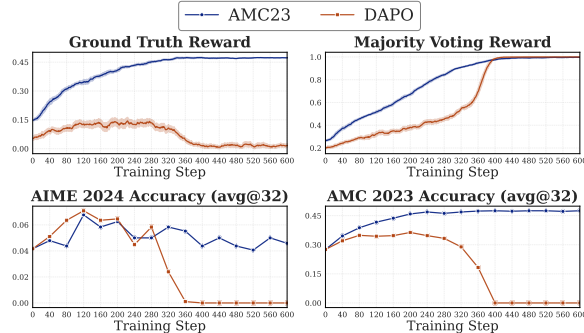 AMC23 DAPO
Ground Truth Reward
0.45
0.30
0.15
0.00
0 40 80 120 160 200 240 280 320 360 400 440 480 520 560 600
Training Step
Majority Voting Reward
1.0
0.8
0.6
0.4
0.2
0 40 80 120 160 200 240 280 320 360 400 440 480 520 560 600
Training Step
AIME 2024 Accuracy (avg@32)
0.06
0.04
0.02
0.00
0 40 80 120 160 200 240 280 320 360 400 440 480 520 560 600
Training Step
AMC 2023 Accuracy (avg@32)
0.45
0.30
0.15
0.00
0 40 80 120 160 200 240 280 320 360 400 440 480 520 560 600
Training Step